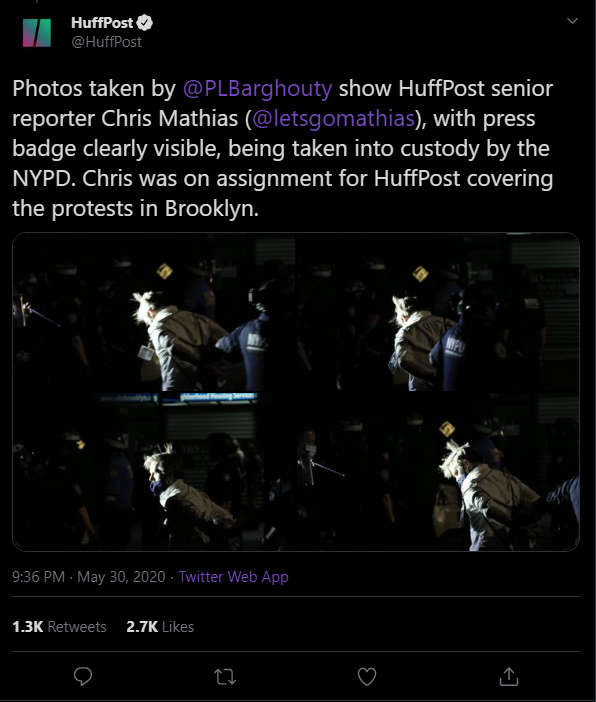 HuffPost
@HuffPost
Photos taken by @PLBarghouty show HuffPost senior
reporter Chris Mathias (@letsgomathias), with press
badge clearly visible, being taken into custody by the
NYPD. Chris was on assignment for HuffPost covering
the protests in Brooklyn.
NYPD
9:36 PM · May 30, 2020 · Twitter Web App
1.3K Retweets 2.7K Likes